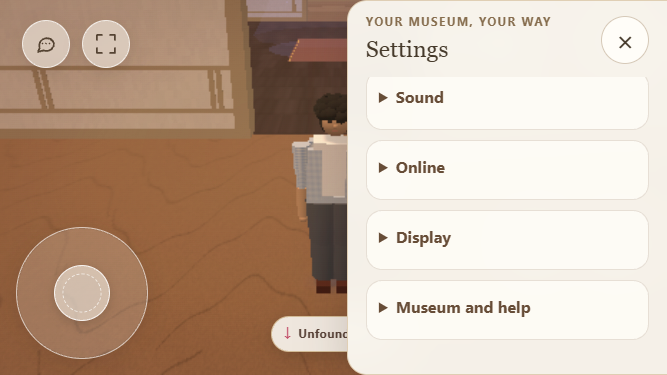 YOUR MUSEUM, YOUR WAY
Settings
Sound
Online
Display
Museum and help